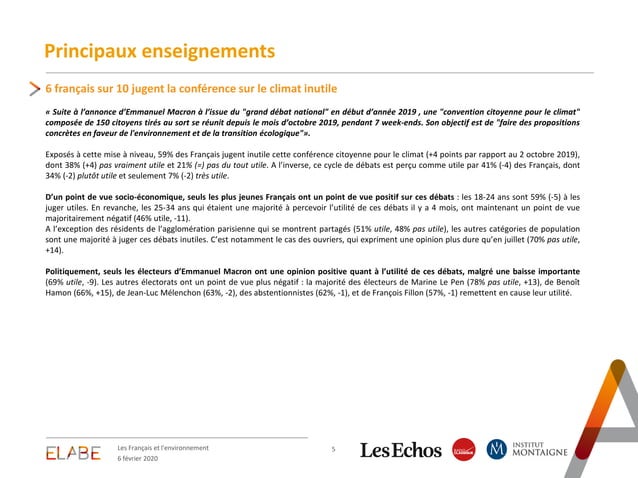 Principaux enseignements
6 français sur 10 jugent la conférence sur le climat inutile
« Suite à l'annonce d'Emmanuel Macron à l'issue du "grand débat national" en début d'année 2019 , une "convention citoyenne pour le climat"
composée de 150 citoyens tirés au sort se réunit depuis le mois d'octobre 2019, pendant 7 week-ends. Son objectif est de "faire des propositions
concrètes en faveur de l'environnement et de la transition écologique"».
Exposés à cette mise à niveau, 59% des Français jugent inutile cette conférence citoyenne pour le climat (+4 points par rapport au 2 octobre 2019),
dont 38% (+4) pas vraiment utile et 21% (=) pas du tout utile. A l'inverse, ce cycle de débats est perçu comme utile par 41% (-4) des Français, dont
34% (-2) plutôt utile et seulement 7% (-2) très utile.
D'un point de vue socio-économique, seuls les plus jeunes Français ont un point de vue positif sur ces débats : les 18-24 ans sont 59% (-5) à les
juger utiles. En revanche, les 25-34 ans qui étaient une majorité à percevoir l'utilité de ces débats il y a 4 mois, ont maintenant un point de vue
majoritairement négatif (46% utile, -11).
A l'exception des résidents de l'agglomération parisienne qui se montrent partagés (51% utile, 48% pas utile), les autres catégories de population
sont une majorité à juger ces débats inutiles. C'est notamment le cas des ouvriers, qui expriment une opinion plus dure qu'en juillet (70% pas utile,
+14).
Politiquement, seuls les électeurs d'Emmanuel Macron ont une opinion positive quant à l'utilité de ces débats, malgré une baisse importante
(69% utile, -9). Les autres électorats ont un point de vue plus négatif : la majorité des électeurs de Marine Le Pen (78% pas utile, +13), de Benoît
Hamon (66%, +15), de Jean-Luc Mélenchon (63%, -2), des abstentionnistes (62%, -1), et de François Fillon (57%, -1) remettent en cause leur utilité.
ELABE
Les Français et l'environnement
6 février 2020
5
LesEchos
RADIO
CLASSIQUE
INSTITUT
MONTAIGNE